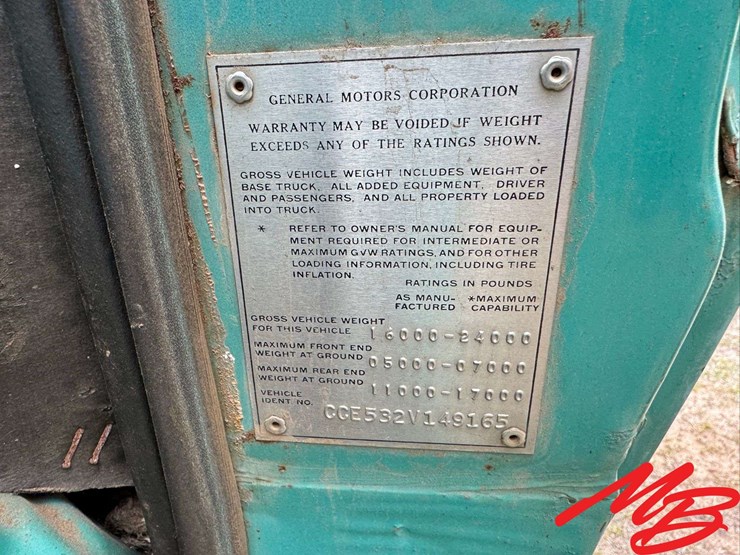 GENERAL MOTORS CORPORATION
WARRANTY MAY BE VOIDED IF WEIGHT
EXCEEDS ANY OF THE RATINGS SHOWN.
GROSS VEHICLE WEIGHT INCLUDES WEIGHT OF
BASE TRUCK, ALL ADDED EQUIPMENT, DRIVER
AND PASSENGERS, AND ALL PROPERTY LOADED
INTO TRUCK.
* REFER TO OWNER'S MANUAL FOR EQUIP-
MENT REQUIRED FOR INTERMEDIATE OR
MAXIMUM GVW RATINGS, AND FOR OTHER
LOADING INFORMATION, INCLUDING TIRE
INFLATION.
RATINGS IN POUNDS
AS MANU- *MAXIMUM
FACTURED CAPABILITY
GROSS VEHICLE WEIGHT
FOR THIS VEHICLE 16000-24000
MAXIMUM FRONT END
WEIGHT AT GROUND 05000-07000
MAXIMUM REAR END
WEIGHT AT GROUND 11000-17000
VEHICLE
IDENT. NO. CCE532V149165
MB